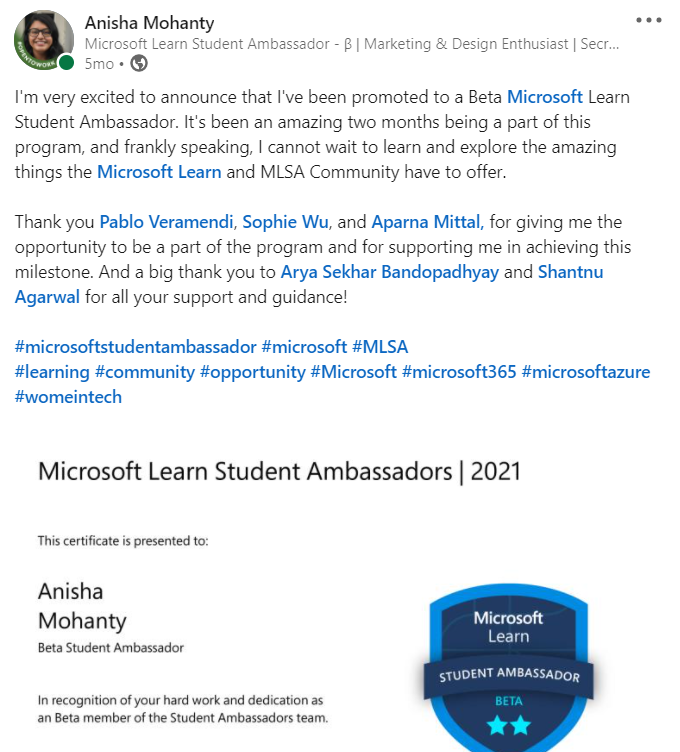 Anisha Mohanty
Microsoft Learn Student Ambassador - β | Marketing & Design Enthusiast | Secr...
#OPENTOWORK
5mo •
I'm very excited to announce that I've been promoted to a Beta Microsoft Learn
Student Ambassador. It's been an amazing two months being a part of this
program, and frankly speaking, I cannot wait to learn and explore the amazing
things the Microsoft Learn and MLSA Community have to offer.
Thank you Pablo Veramendi, Sophie Wu, and Aparna Mittal, for giving me the
opportunity to be a part of the program and for supporting me in achieving this
milestone. And a big thank you to Arya Sekhar Bandopadhyay and Shantnu
Agarwal for all your support and guidance!
#microsoftstudentambassador #microsoft #MLSA
#learning #community #opportunity #Microsoft #microsoft365 #microsoftazure
#womeintech
Microsoft Learn Student Ambassadors | 2021
This certificate is presented to:
Anisha
Mohanty
Beta Student Ambassador
In recognition of your hard work and dedication as
an Beta member of the Student Ambassadors team.
Microsoft
Learn
STUDENT AMBASSADOR
BETA